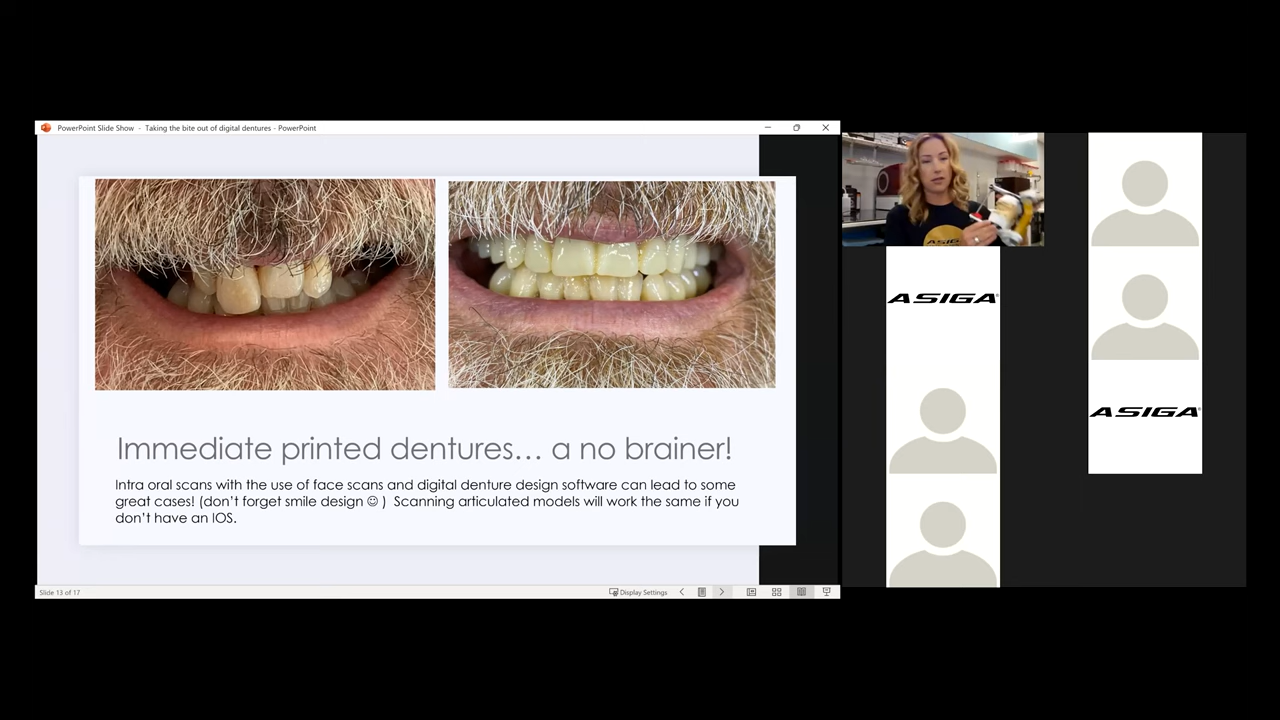 PowerPoint Slide Show - Taking the bite out of digital dentures - PowerPoint
Immediate printed dentures... a no brainer!
Intra oral scans with the use of face scans and digital denture design software can lead to some
great cases! (don't forget smile design ☺ ) Scanning articulated models will work the same if you
don't have an IOS.
Slide 13 of 17
Display Settings
ASIGA
ASIGA
ASIGA